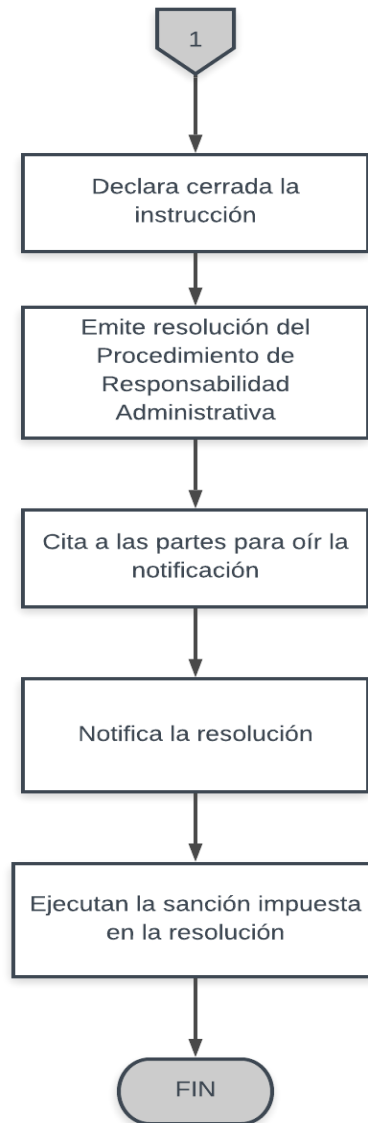 1
Declara cerrada la
instrucción
Emite resolución del
Procedimiento de
Responsabilidad
Administrativa
Cita a las partes para oír la
notificación
Notifica la resolución
Ejecutan la sanción impuesta
en la resolución
FIN